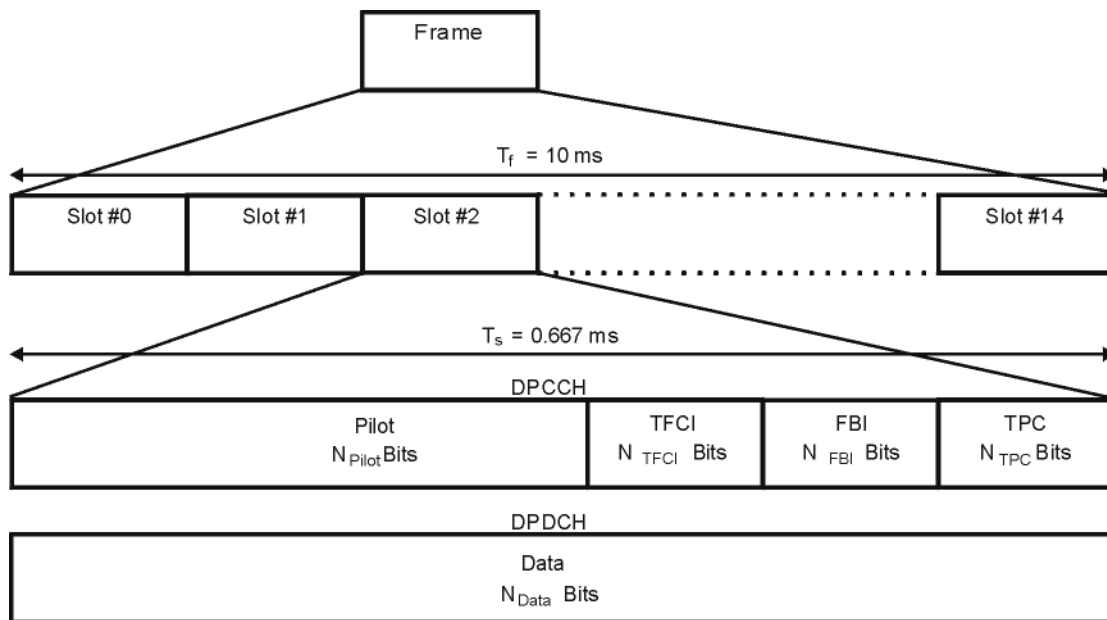 Frame
T_f = 10 ms
Slot #0 Slot #1 Slot #2 Slot #14
T_s = 0.667 ms
DPCCH
Pilot TFCI FBI TPC
N_Pilot Bits N_TFCI Bits N_FBI Bits N_TPC Bits
DPDCH
Data
N_Data Bits